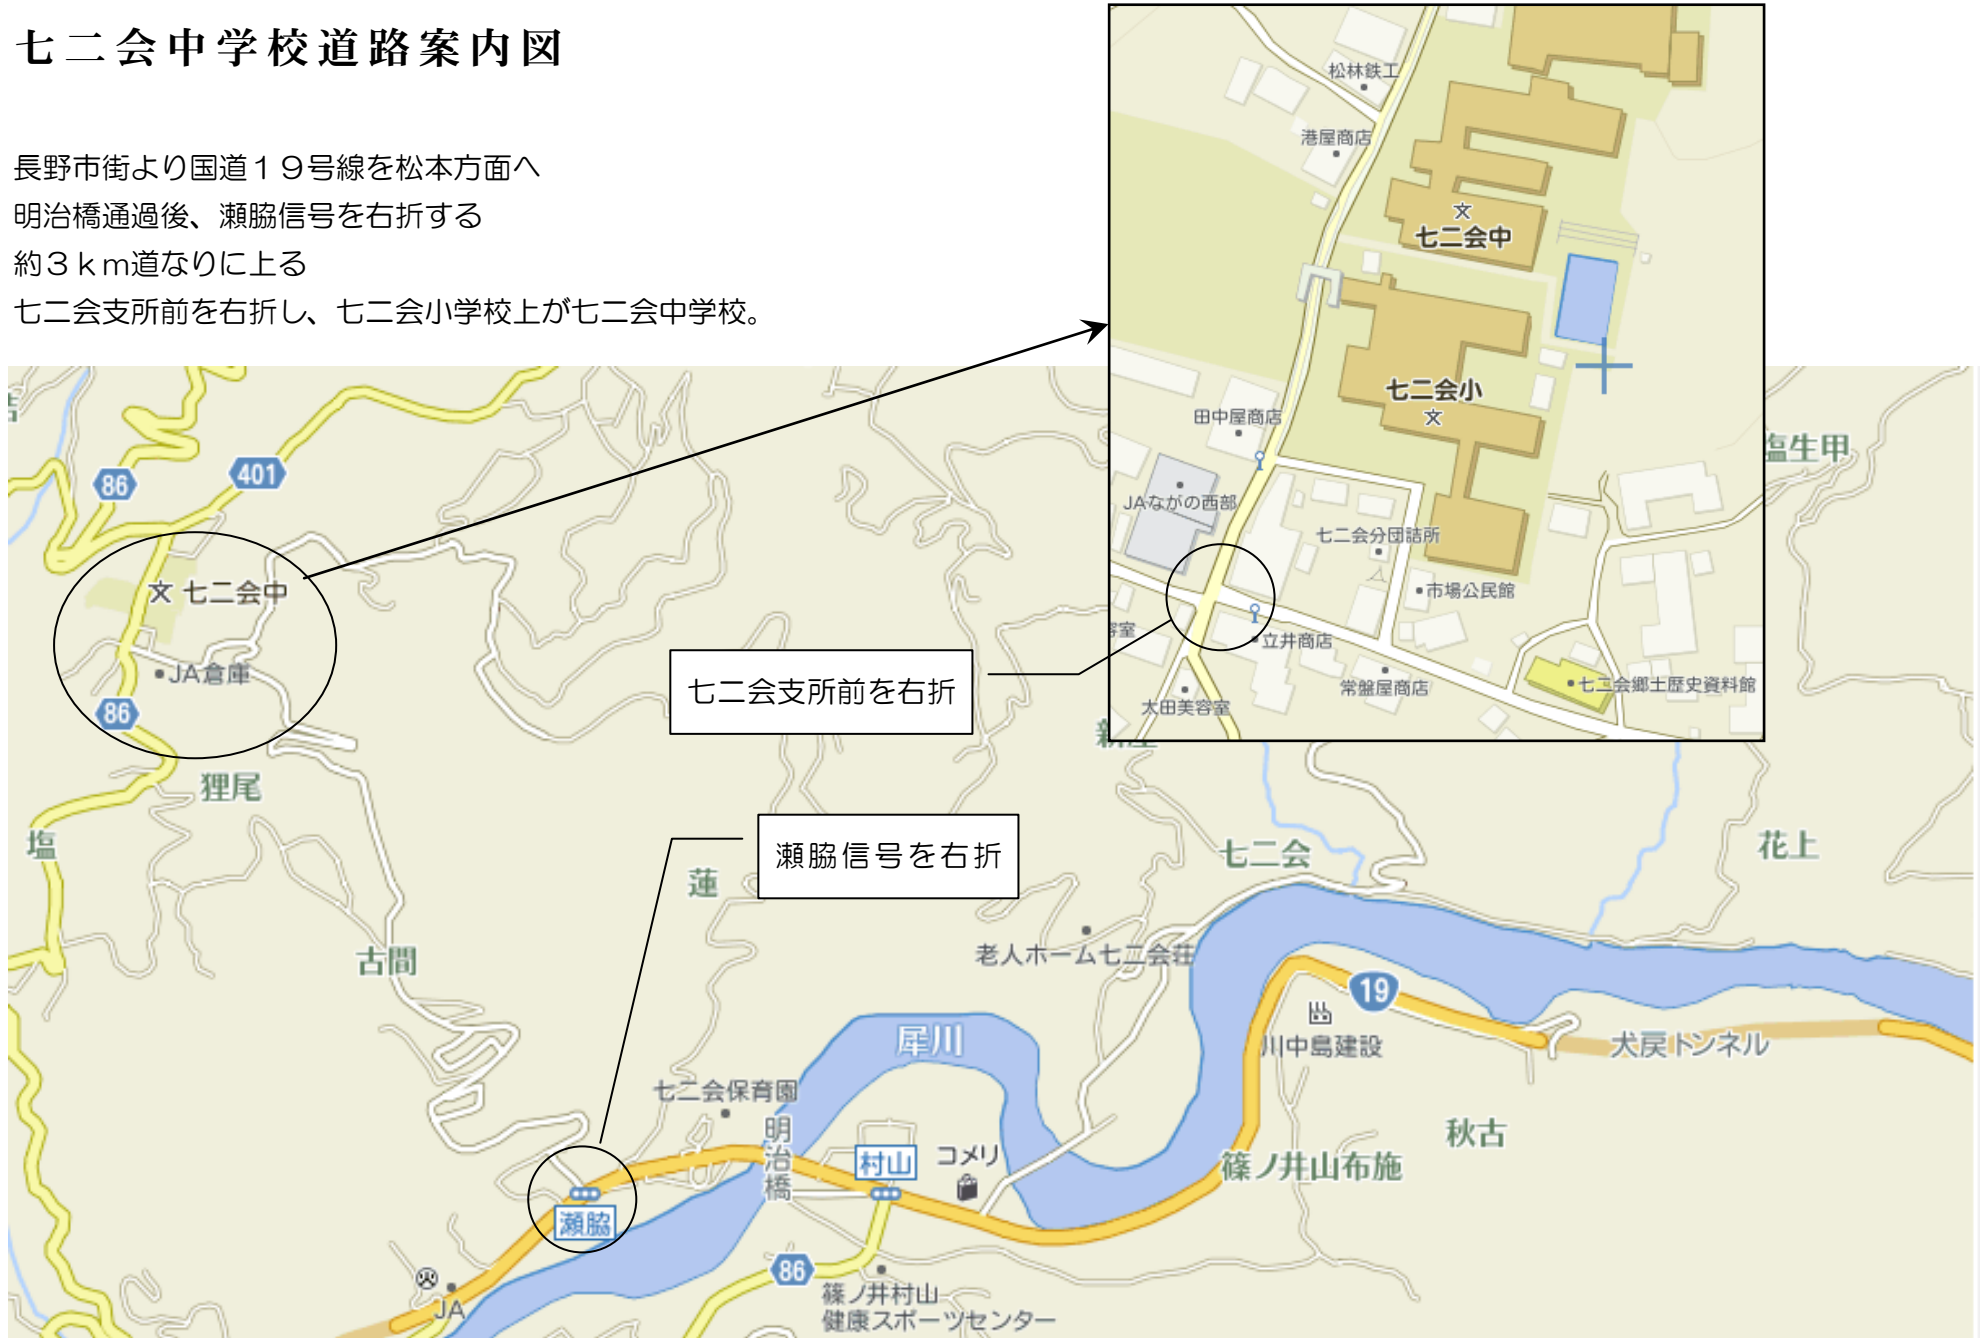 七二会中学校道路案内図
長野市街より国道１９号線を松本方面へ
明治橋通過後、瀬脇信号を右折する
約３ｋｍ道なりに上る
七二会支所前を右折し、七二会小学校上が七二会中学校。
松林鉄工
港屋商店
七二会中
七二会小
田中屋商店
JAながの西部
七二会分団詰所
市場公民館
容室
立井商店
常盤屋商店
七二会郷土歴史資料館
太田美容室
塩生甲
86
401
七二会中
JA倉庫
86
七二会支所前を右折
狸尾
塩
瀬脇信号を右折
蓮
七二会
花上
古間
老人ホーム七二会荘
19
犀川
川中島建設
犬戻トンネル
七二会保育園
明治橋
村山
コメリ
秋古
篠ノ井山布施
瀬脇
86
JA
篠ノ井村山
健康スポーツセンター